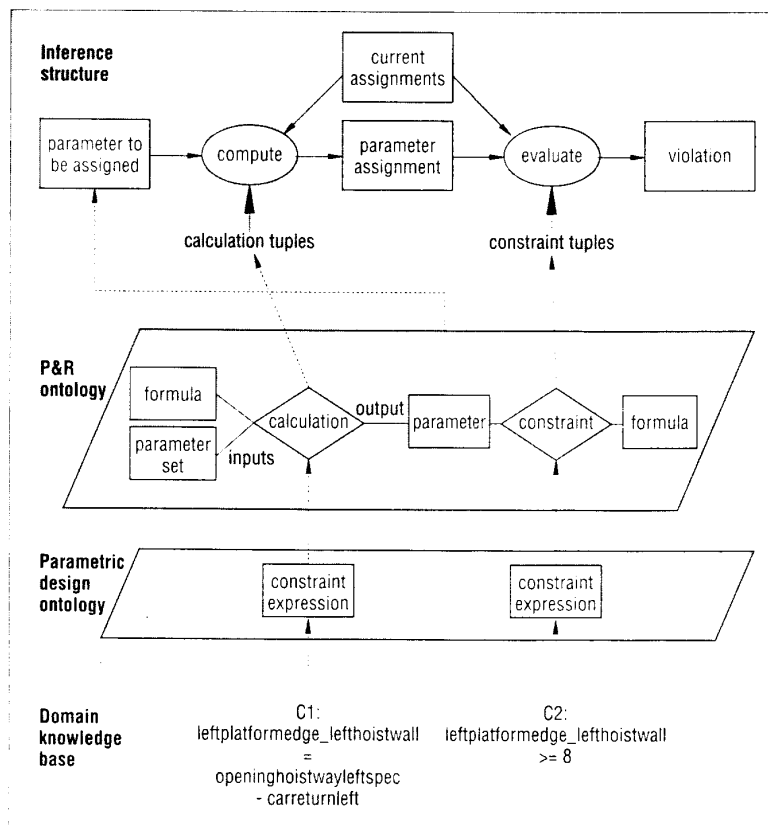 Inference
structure
current
assignments
parameter to
be assigned
compute
parameter
assignment
evaluate
violation
calculation tuples
constraint tuples
P&R
ontology
formula
parameter
set
inputs
calculation
output
parameter
constraint
formula
Parametric
design
ontology
constraint
expression
constraint
expression
Domain
knowledge
base
C1:
leftplatformedge_lefthoistwall
=
openinghoistwayleftspec
- carreturnleft
C2:
leftplatformedge_lefthoistwall
>= 8